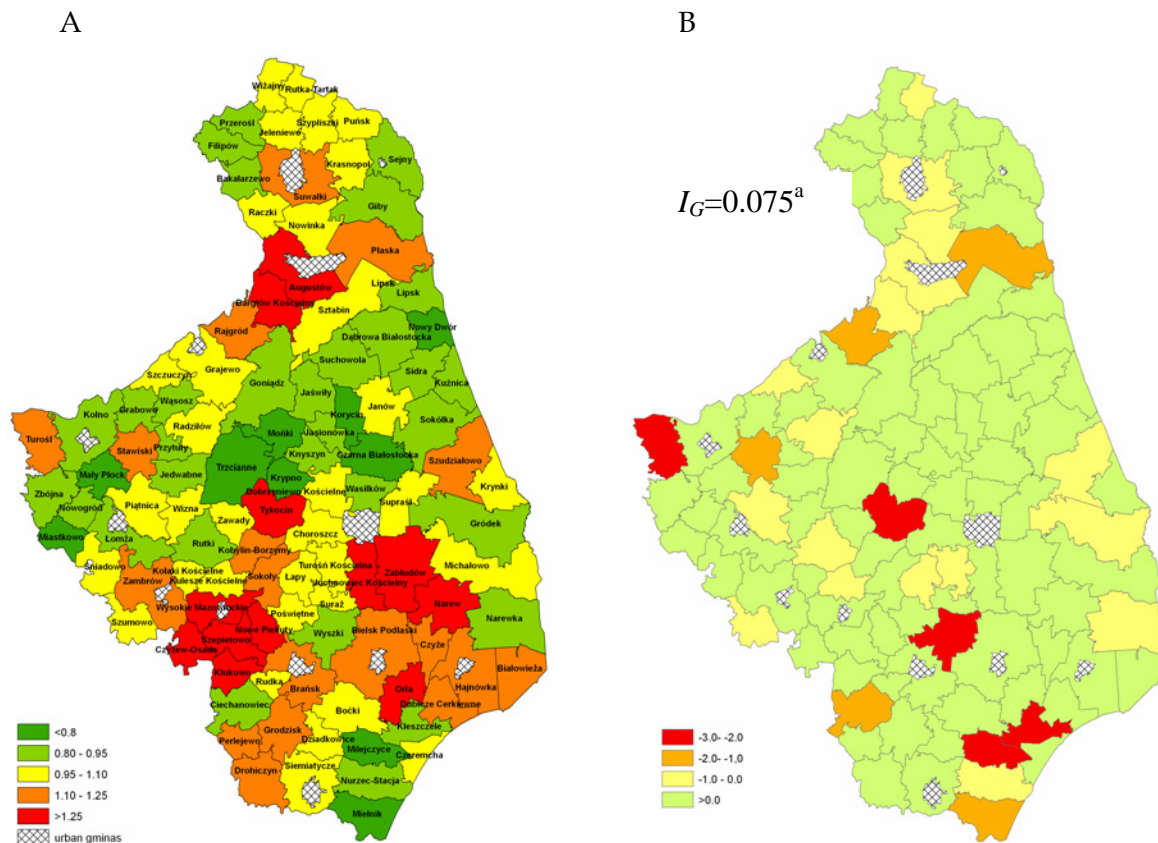 A
B
Wiżajny
Rutka-Tartak
Przerośl
Szypliszki
Puńsk
Jeleniewo
Filipów
Sejny
Krasnopol
Bakałarzewo
Suwałki
Giby
Raczki
Nowinka
Płaska
Augustów
Lipsk
Lipsk
Bargłów Kościelny
Sztabin
Nowy Dwór
Rajgród
Dąbrowa Białostocka
Suchowola
Grajewo
Sidra
Szczuczyn
Goniądz
Kuźnica
Jaświły
Wąsosz
Grabowo
Kolno
Korycin
Janów
Sokółka
Radziłów
Mońki
Turośl
Jasionówka
Stawiski
Przytuły
Knyszyn
Czarna Białostocka
Szudziałowo
Trzcianne
Mały Płock
Jedwabne
Krypno
Krynki
Zbójna
Dobrzyniewo Kościelne
Wasilków
Piątnica
Supraśl
Nowogród
Wizna
Tykocin
Gródek
Zawady
Choroszcz
Miastkowo
Łomża
Rutki
Kobylin-Borzymy
Michałowo
Śniadowo
Kołaki Kościelne
Turośń Kościelna
Zabłudów
Zambrów
Kulesze Kościelne
Sokoły
Łapy
Juchnowiec Kościelny
Narew
Wysokie Mazowieckie
Suraż
Szumowo
Nowe Piekuty
Poświętne
Narewka
Szepietowo
Wyszki
Bielsk Podlaski
Czyżew-Osada
Czyże
Klukowo
Białowieża
Rudka
Orla
Hajnówka
Brańsk
Ciechanowiec
Boćki
Dubicze Cerkiewne
Kleszczele
Grodzisk
Perlejewo
Dziadkowice
Milejczyce
Czeremcha
Drohiczyn
Siemiatycze
Nurzec-Stacja
Mielnik
<0.8
0.80 - 0.95
0.95 - 1.10
1.10 - 1.25
>1.25
urban gminas
I_G=0.075ᵃ
-3.0- -2.0
-2.0- -1,0
-1.0 - 0.0
>0.0